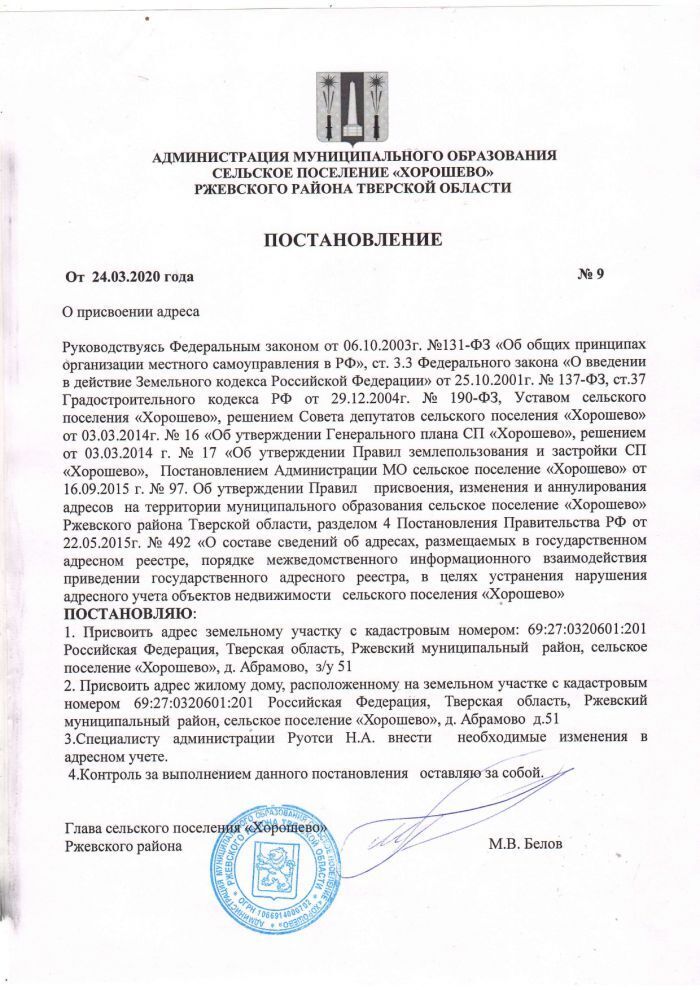 АДМИНИСТРАЦИЯ МУНИЦИПАЛЬНОГО ОБРАЗОВАНИЯ
СЕЛЬСКОЕ ПОСЕЛЕНИЕ «ХОРОШЕВО»
РЖЕВСКОГО РАЙОНА ТВЕРСКОЙ ОБЛАСТИ
ПОСТАНОВЛЕНИЕ
От 24.03.2020 года № 9
О присвоении адреса
Руководствуясь Федеральным законом от 06.10.2003г. №131-ФЗ «Об общих принципах
организации местного самоуправления в РФ», ст. 3.3 Федерального закона «О введении
в действие Земельного кодекса Российской Федерации» от 25.10.2001г. № 137-ФЗ, ст.37
Градостроительного кодекса РФ от 29.12.2004г. № 190-ФЗ, Уставом сельского
поселения «Хорошево», решением Совета депутатов сельского поселения «Хорошево»
от 03.03.2014г. № 16 «Об утверждении Генерального плана СП «Хорошево», решением
от 03.03.2014 г. № 17 «Об утверждении Правил землепользования и застройки СП
«Хорошево», Постановлением Администрации МО сельское поселение «Хорошево» от
16.09.2015 г. № 97. Об утверждении Правил присвоения, изменения и аннулирования
адресов на территории муниципального образования сельское поселение «Хорошево»
Ржевского района Тверской области, разделом 4 Постановления Правительства РФ от
22.05.2015г. № 492 «О составе сведений об адресах, размещаемых в государственном
адресном реестре, порядке межведомственного информационного взаимодействия
приведении государственного адресного реестра, в целях устранения нарушения
адресного учета объектов недвижимости сельского поселения «Хорошево»
ПОСТАНОВЛЯЮ:
1. Присвоить адрес земельному участку с кадастровым номером: 69:27:0320601:201
Российская Федерация, Тверская область, Ржевский муниципальный район, сельское
поселение «Хорошево», д. Абрамово, з/у 51
2. Присвоить адрес жилому дому, расположенному на земельном участке с кадастровым
номером 69:27:0320601:201 Российская Федерация, Тверская область, Ржевский
муниципальный район, сельское поселение «Хорошево», д. Абрамово д.51
3.Специалисту администрации Руотси Н.А. внести необходимые изменения в
адресном учете.
4.Контроль за выполнением данного постановления оставляю за собой.
Глава сельского поселения «Хорошево»
Ржевского района М.В. Белов
АДМИНИСТРАЦИЯ МУНИЦИПАЛЬНОГО ОБРАЗОВАНИЯ СЕЛЬСКОЕ ПОСЕЛЕНИЕ «ХОРОШЕВО»
РЖЕВСКОГО РАЙОНА ТВЕРСКОЙ ОБЛАСТИ